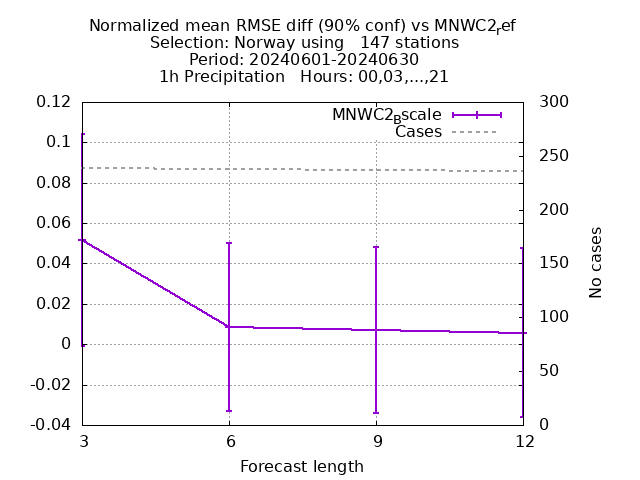 Normalized mean RMSE diff (90% conf) vs MNWC2ref
Selection: Norway using   147 stations
Period: 20240601-20240630
1h Precipitation   Hours: 00,03,...,21
MNWC2Bscale
Cases
0.12
0.1
0.08
0.06
0.04
0.02
0
-0.02
-0.04
300
250
200
150
100
50
0
No cases
3 6 9 12
Forecast length